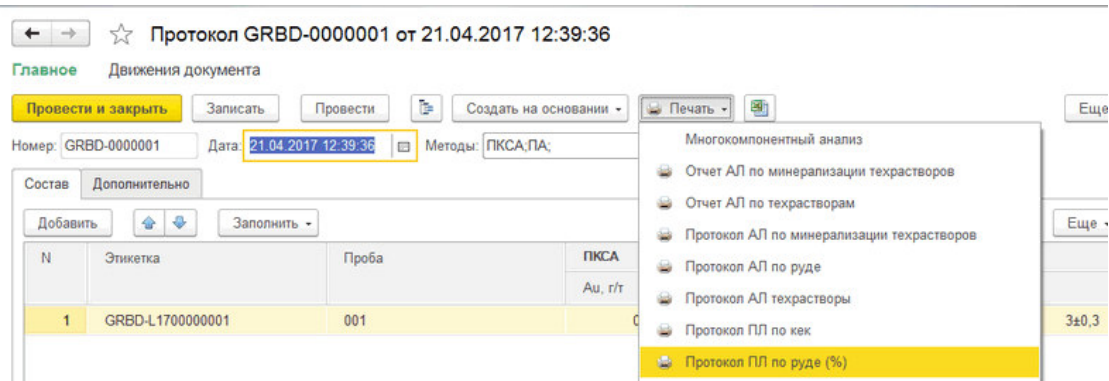 Протокол GRBD-0000001 от 21.04.2017 12:39:36
Главное Движения документа
Провести и закрыть Записать Провести Создать на основании Печать Еще
Номер: GRBD-0000001 Дата: 21.04.2017 12:39:36 Методы: ПКСА;ПА;
Многокомпонентный анализ
Отчет АЛ по минерализации техрастворов
Состав Дополнительно
Отчет АЛ по техрастворам
Добавить Заполнить Еще
Протокол АЛ по минерализации техрастворов
N Этикетка Проба ПКСА
Протокол АЛ по руде
Au, г/т
Протокол АЛ техрастворы
1 GRBD-L1700000001 001 0 3±0,3
Протокол ПЛ по кек
Протокол ПЛ по руде (%)